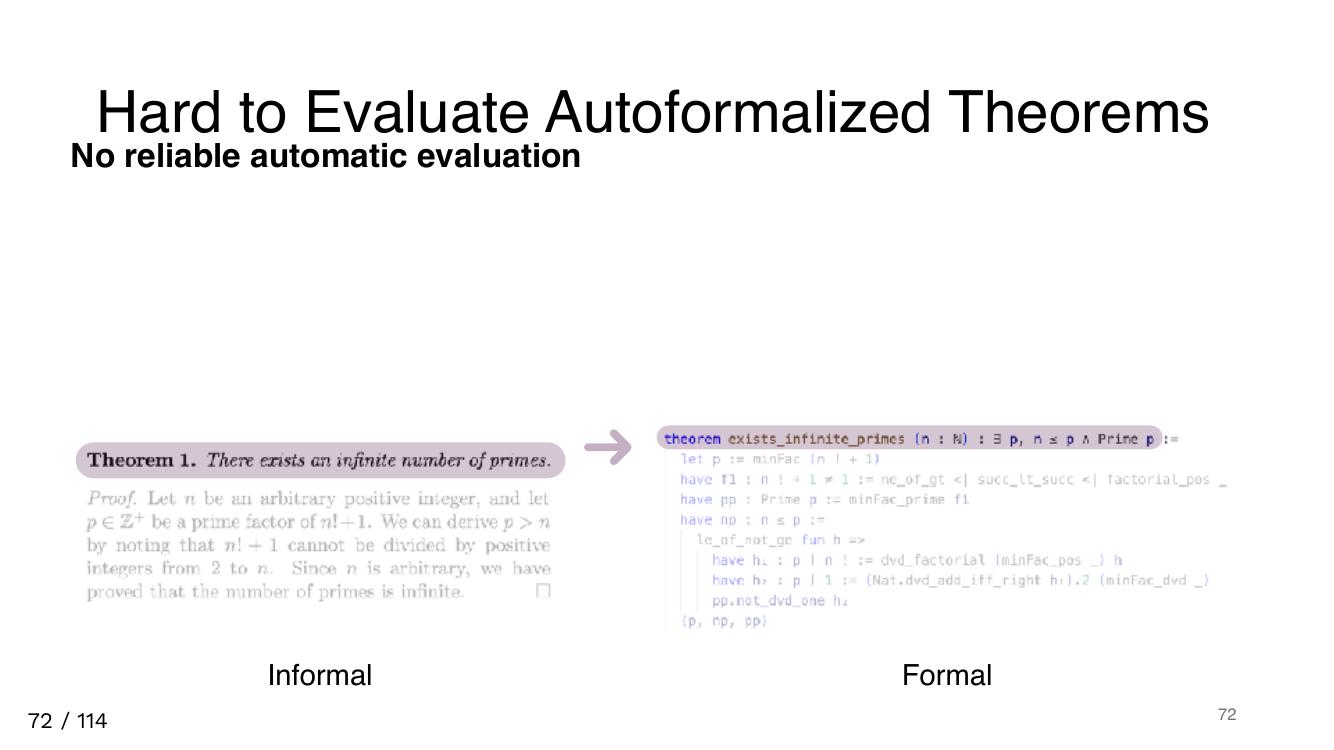 Hard to Evaluate Autoformalized Theorems
No reliable automatic evaluation
Theorem 1. There exists an infinite number of primes.
Proof. Let n be an arbitrary positive integer, and let
p ∈ ℤ⁺ be a prime factor of n!+1. We can derive p > n
by noting that n! + 1 cannot be divided by positive
integers from 2 to n. Since n is arbitrary, we have
proved that the number of primes is infinite. □
theorem exists_infinite_primes (n : ℕ) : ∃ p, n ≤ p ∧ Prime p :=
let p := minFac (n ! + 1)
have f1 : n ! + 1 ≠ 1 := ne_of_gt <| succ_lt_succ <| factorial_pos _
have pp : Prime p := minFac_prime f1
have np : n ≤ p :=
le_of_not_ge fun h =>
have h₁ : p ∣ n ! := dvd_factorial (minFac_pos _) h
have h₂ : p ∣ 1 := (Nat.dvd_add_iff_right h₁).2 (minFac_dvd _)
pp.not_dvd_one h₂
⟨p, np, pp⟩
Informal
Formal
72 / 114
72